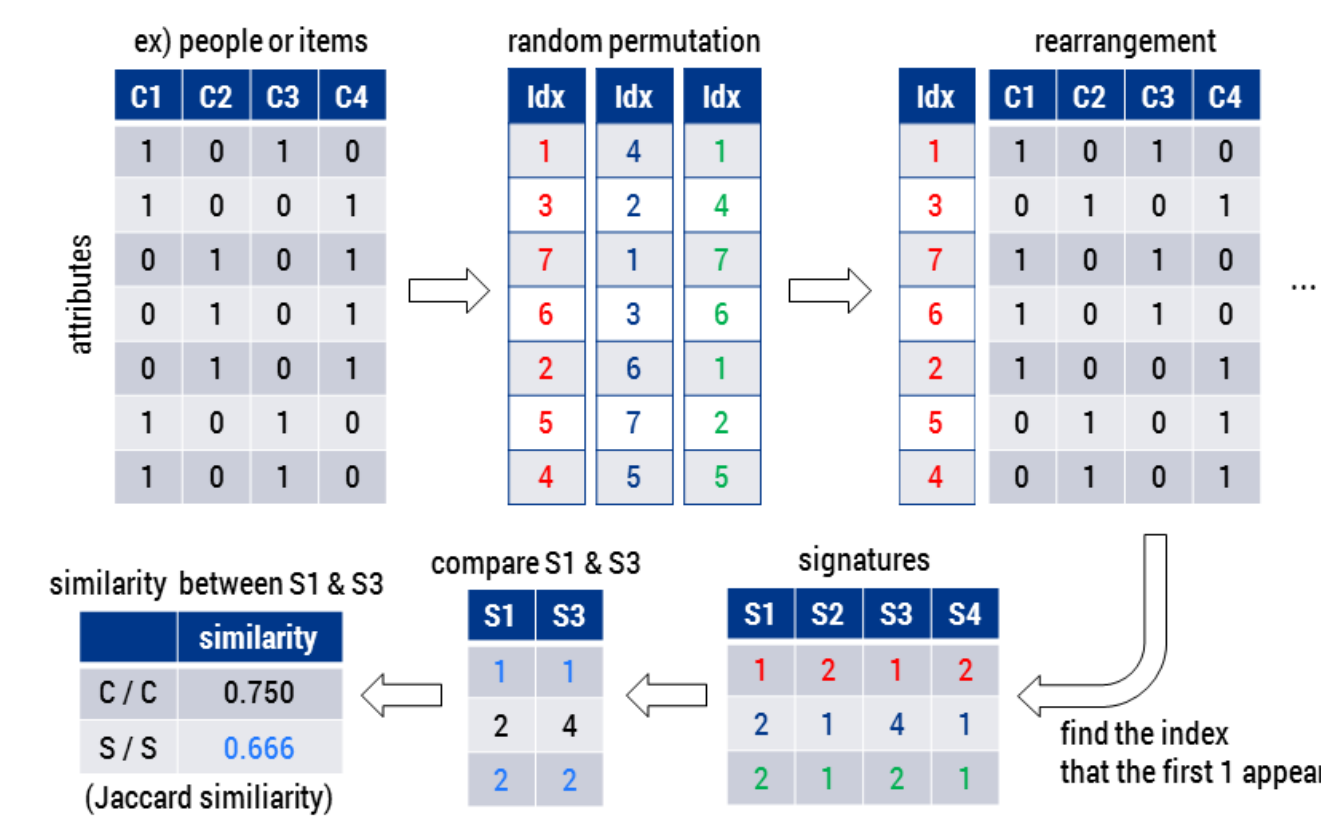 ex) people or items random permutation rearrangement
C1 C2 C3 C4 Idx Idx Idx Idx C1 C2 C3 C4
1 0 1 0 1 4 1 1 1 0 1 0
1 0 0 1 3 2 4 3 0 1 0 1
0 1 0 1 7 1 7 7 1 0 1 0
0 1 0 1 6 3 6 6 1 0 1 0
0 1 0 1 2 6 1 2 1 0 0 1
1 0 1 0 5 7 2 5 0 1 0 1
1 0 1 0 4 5 5 4 0 1 0 1
attributes
...
similarity between S1 & S3
similarity
C / C 0.750
S / S 0.666
(Jaccard similiarity)
compare S1 & S3
S1 S3
1 1
2 4
2 2
signatures
S1 S2 S3 S4
1 2 1 2
2 1 4 1
2 1 2 1
find the index
that the first 1 appear